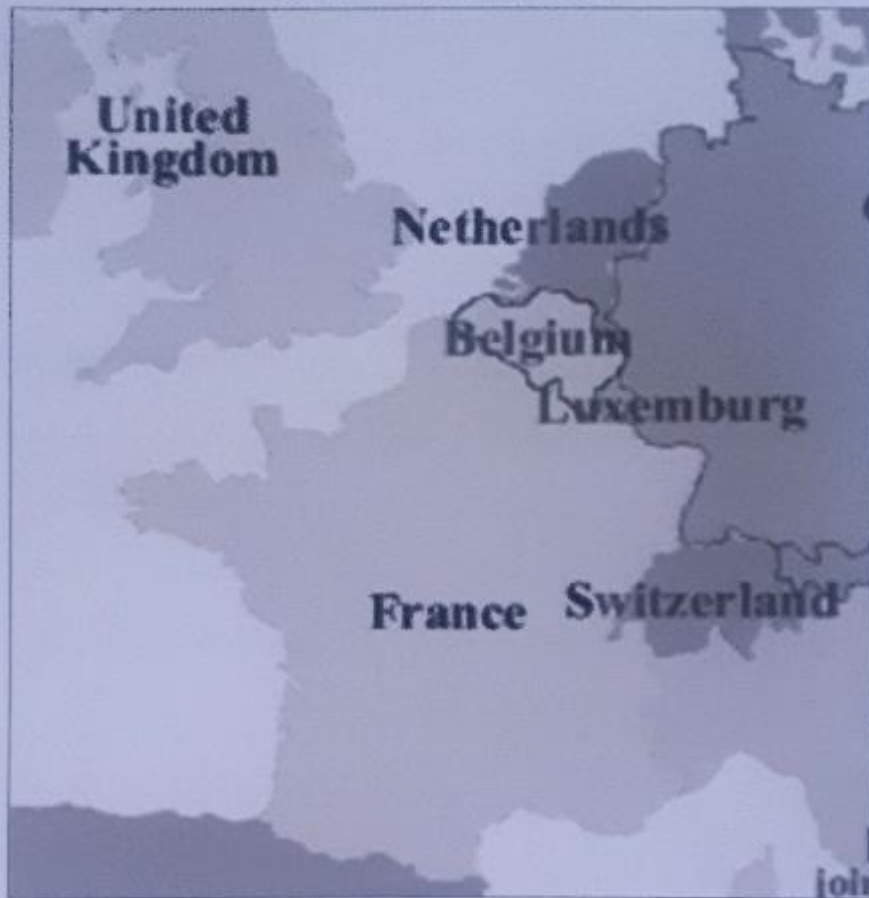 United
Kingdom
Netherlands
Belgium
Luxemburg
France
Switzerland